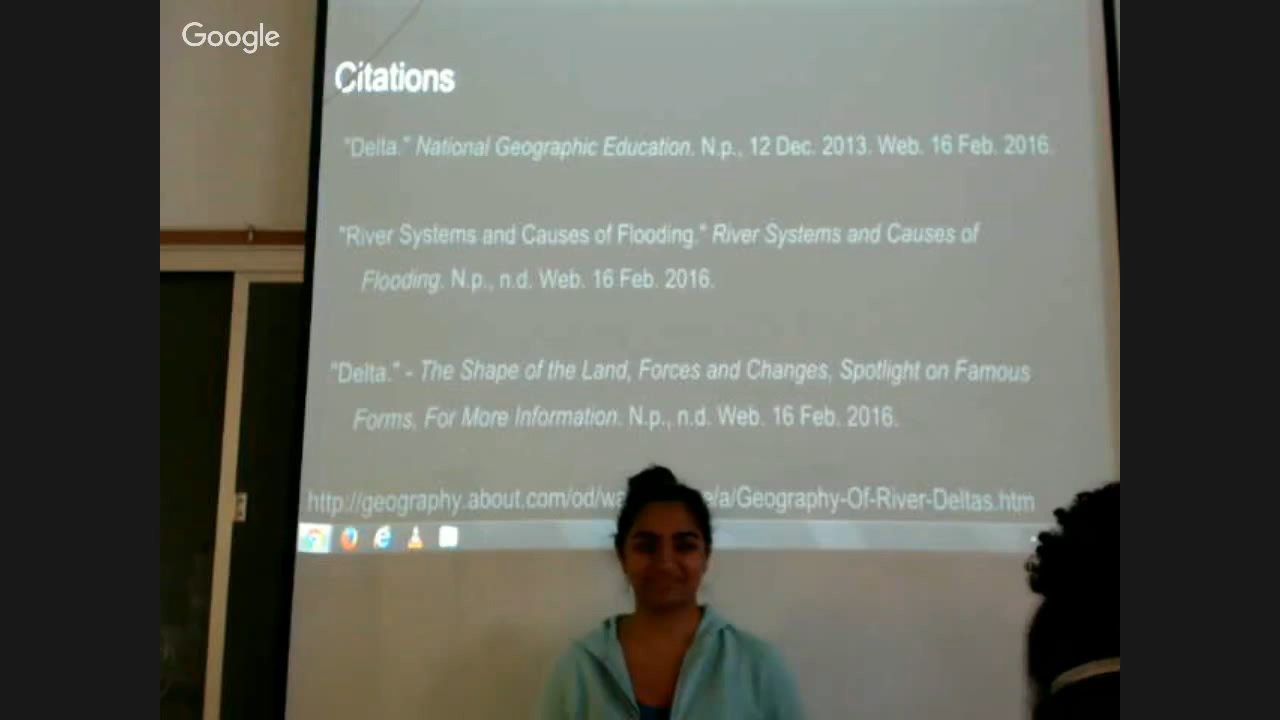 Google
Citations
"Delta." National Geographic Education. N.p., 12 Dec. 2013. Web. 16 Feb. 2016.
"River Systems and Causes of Flooding." River Systems and Causes of
Flooding. N.p., n.d. Web. 16 Feb. 2016.
"Delta." - The Shape of the Land, Forces and Changes, Spotlight on Famous
Forms, For More Information. N.p., n.d. Web. 16 Feb. 2016.
http://geography.about.com/od/wa e/a/Geography-Of-River-Deltas.htm